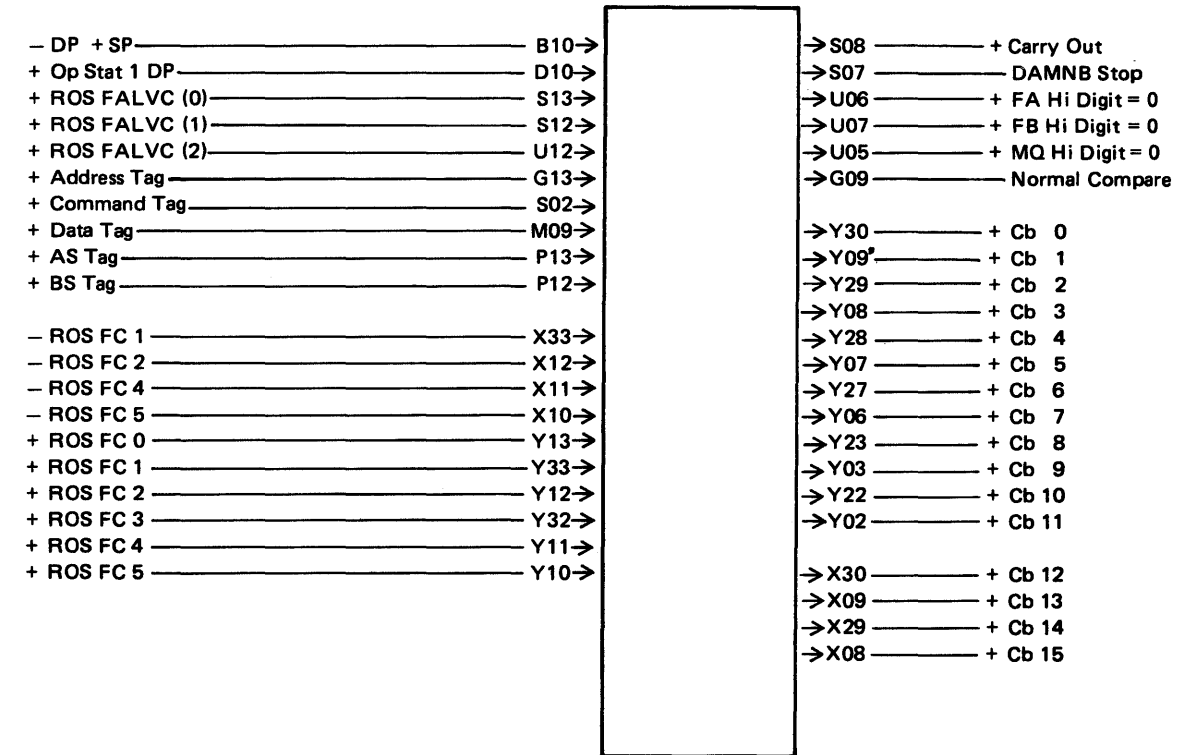 – DP + SP B10
+ Op Stat 1 DP D10
+ ROS FALVC (0) S13
+ ROS FALVC (1) S12
+ ROS FALVC (2) U12
+ Address Tag G13
+ Command Tag S02
+ Data Tag M09
+ AS Tag P13
+ BS Tag P12
– ROS FC 1 X33
– ROS FC 2 X12
– ROS FC 4 X11
– ROS FC 5 X10
+ ROS FC 0 Y13
+ ROS FC 1 Y33
+ ROS FC 2 Y12
+ ROS FC 3 Y32
+ ROS FC 4 Y11
+ ROS FC 5 Y10
S08 + Carry Out
S07 DAMNB Stop
U06 + FA Hi Digit = 0
U07 + FB Hi Digit = 0
U05 + MQ Hi Digit = 0
G09 Normal Compare
Y30 + Cb 0
Y09 + Cb 1
Y29 + Cb 2
Y08 + Cb 3
Y28 + Cb 4
Y07 + Cb 5
Y27 + Cb 6
Y06 + Cb 7
Y23 + Cb 8
Y03 + Cb 9
Y22 + Cb 10
Y02 + Cb 11
X30 + Cb 12
X09 + Cb 13
X29 + Cb 14
X08 + Cb 15